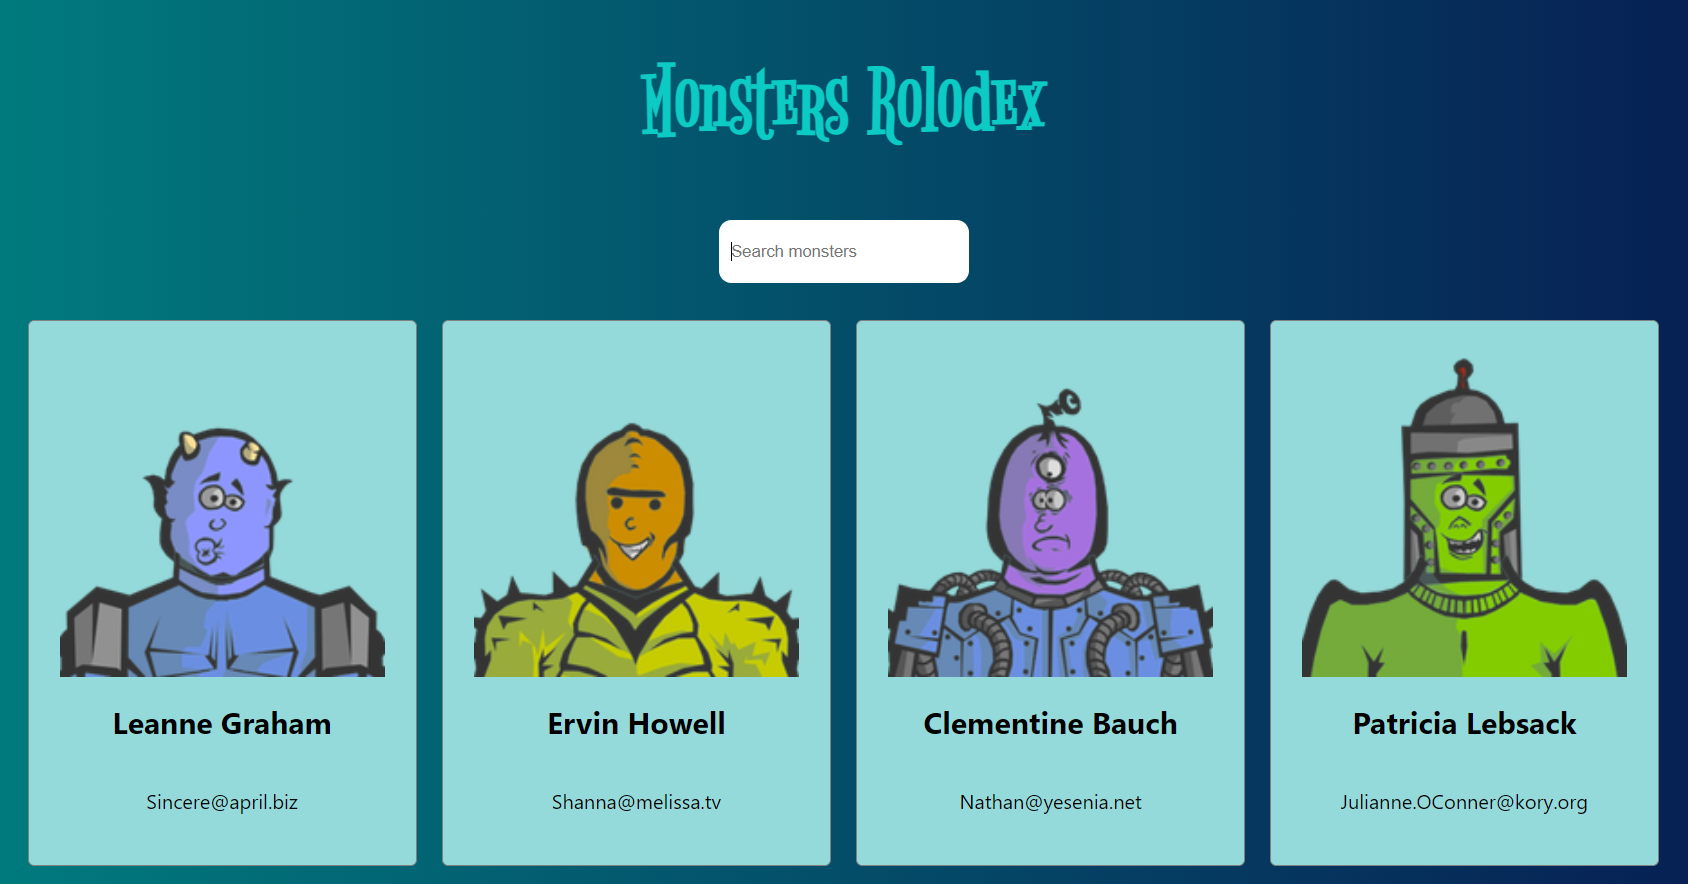 Monsters Rolodex
Search monsters
Leanne Graham
Sincere@april.biz
Ervin Howell
Shanna@melissa.tv
Clementine Bauch
Nathan@yesenia.net
Patricia Lebsack
Julianne.OConner@kory.org